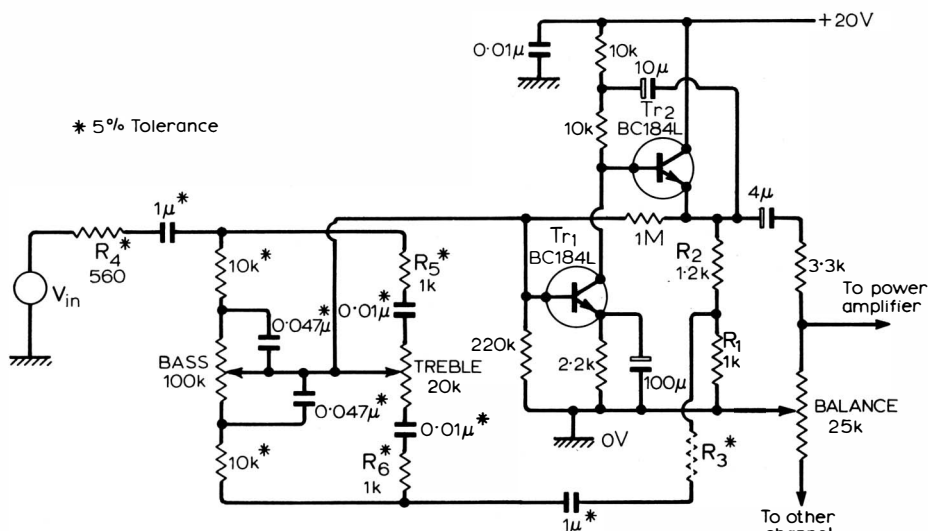 +20V
0·01μ
10k
10μ
Tr2
10k
BC184L
* 5% Tolerance
4μ
1μ*
1M
Tr1
BC184L
R4*
560
10k*
R5*
1k
R2
1·2k
3·3k
Vin
0·047μ*
0·01μ*
To power
amplifier
BASS
100k
TREBLE
20k
220k
2·2k
100μ
R1
1k
0·047μ*
BALANCE
25k
0·01μ*
0V
R3*
10k*
R6*
1k
1μ*
To other